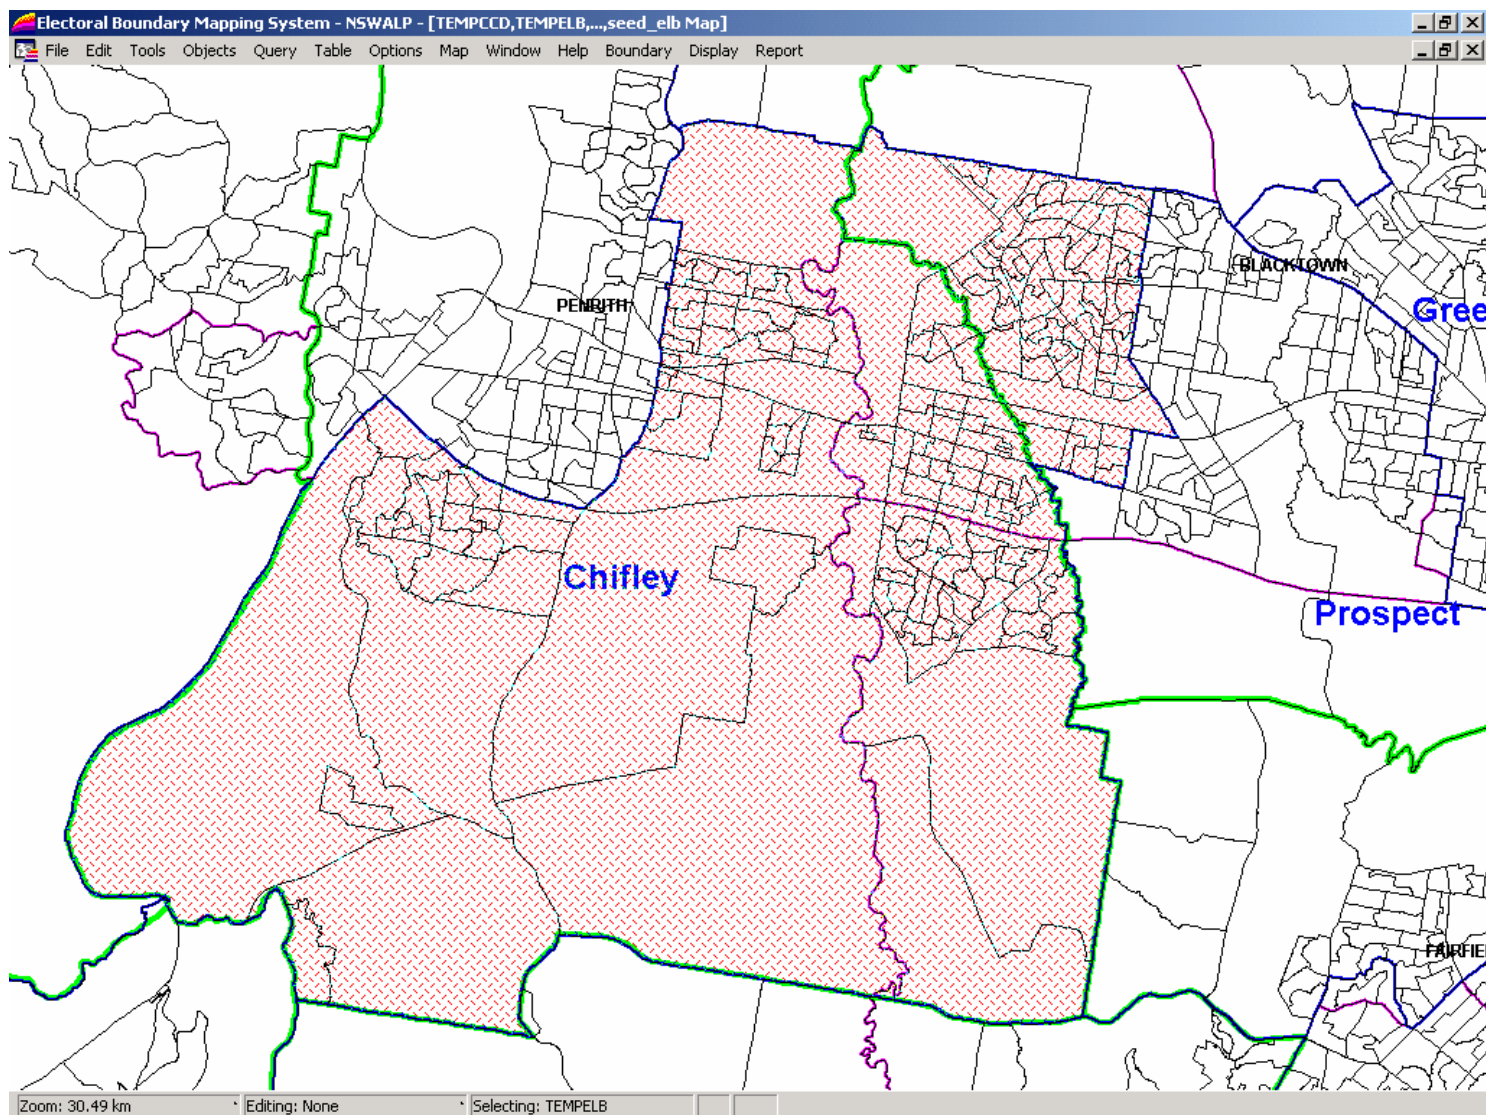 Electoral Boundary Mapping System - NSWALP - [TEMPCCD,TEMPELB,...,seed_elb Map]
File Edit Tools Objects Query Table Options Map Window Help Boundary Display Report
BLACKTOWN
PENRITH
Gree
Chifley
Prospect
FAIRFIE
Zoom: 30.49 km Editing: None Selecting: TEMPELB